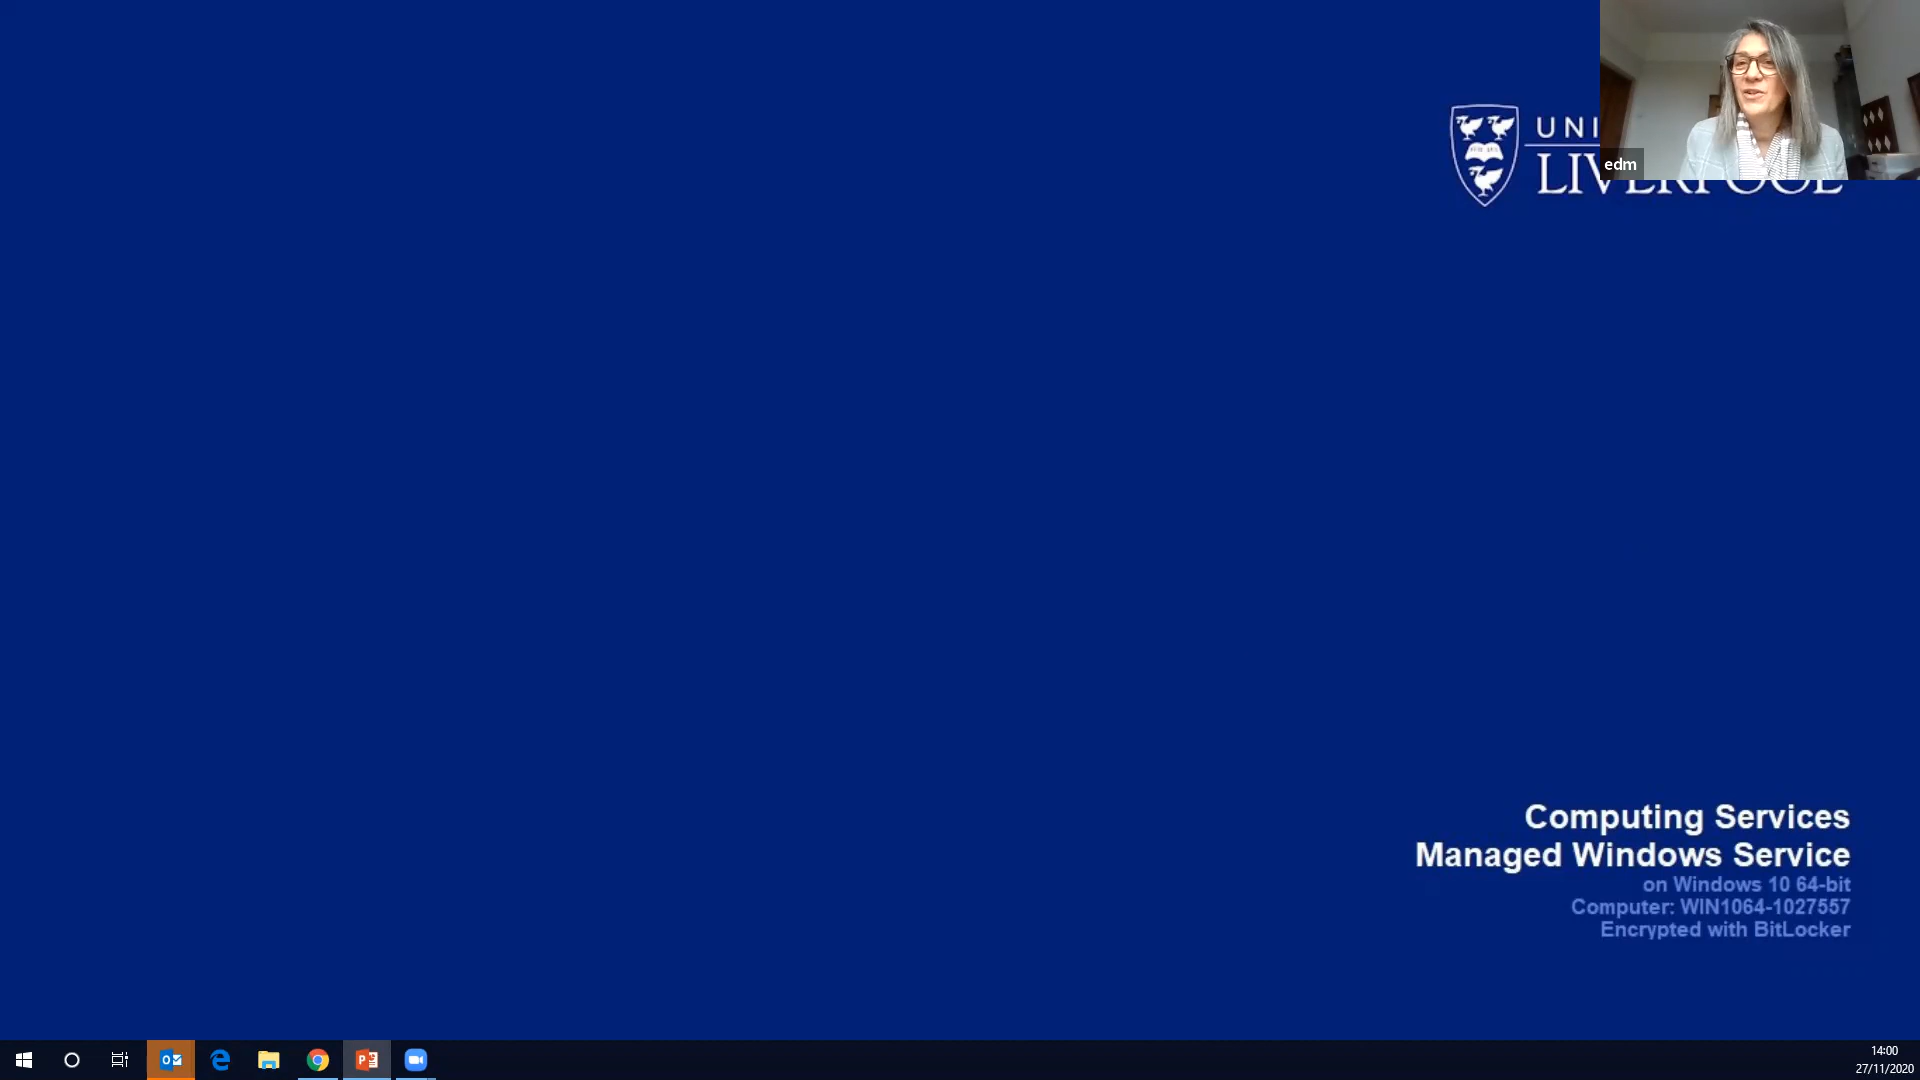 UNI
LIVERPOOL
edm
Computing Services
Managed Windows Service
on Windows 10 64-bit
Computer: WIN1064-1027557
Encrypted with BitLocker
14:00
27/11/2020